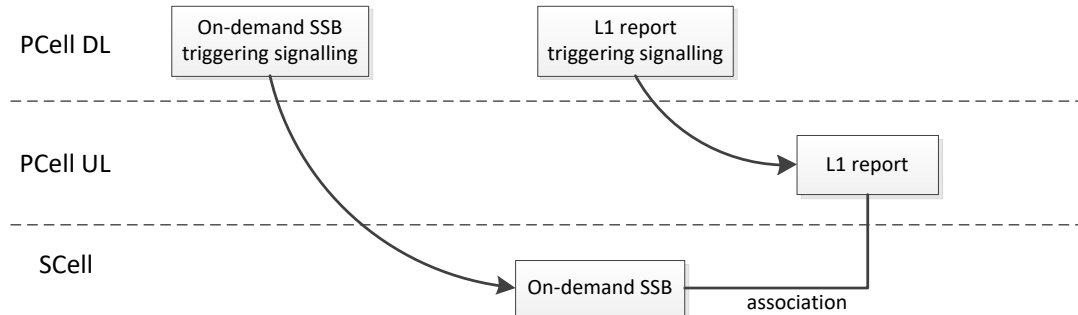 PCell DL
On-demand SSB
triggering signalling
L1 report
triggering signalling
PCell UL
L1 report
SCell
On-demand SSB
association